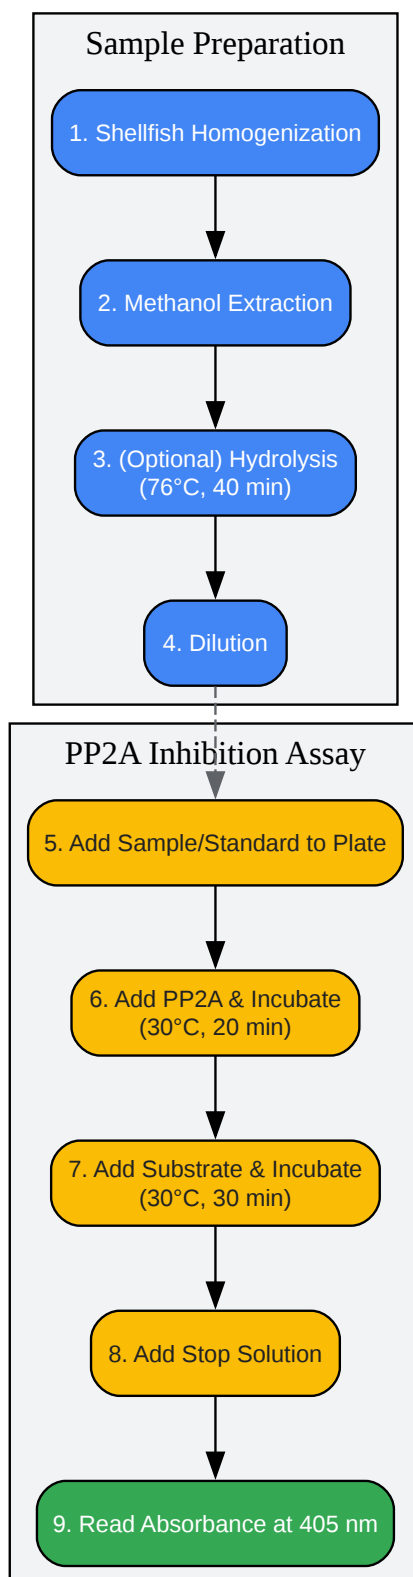 Sample Preparation
1. Shellfish Homogenization
2. Methanol Extraction
3. (Optional) Hydrolysis
(76°C, 40 min)
4. Dilution
PP2A Inhibition Assay
5. Add Sample/Standard to Plate
6. Add PP2A & Incubate
(30°C, 20 min)
7. Add Substrate & Incubate
(30°C, 30 min)
8. Add Stop Solution
9. Read Absorbance at 405 nm